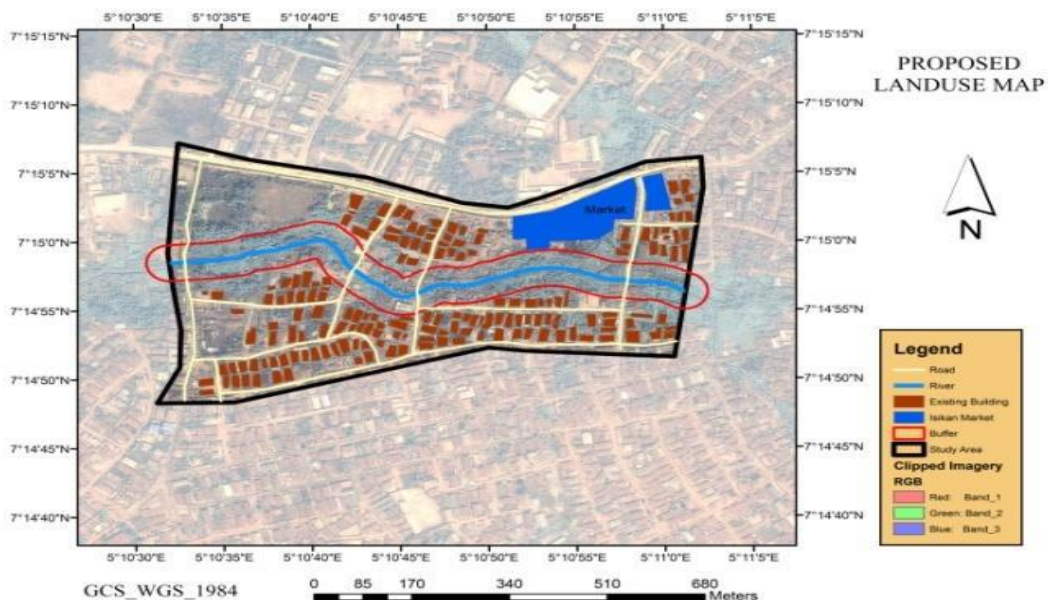 5°10'30"E 5°10'35"E 5°10'40"E 5°10'45"E 5°10'50"E 5°10'55"E 5°11'0"E 5°11'5"E
7°15'15"N 7°15'15"N
PROPOSED
LANDUSE MAP
7°15'10"N 7°15'10"N
7°15'5"N 7°15'5"N
Market
N
7°15'0"N 7°15'0"N
7°14'55"N 7°14'55"N
Legend
Road
River
Existing Building
Isikan Market
Buffer
Study Area
Clipped Imagery
RGB
Red: Band_1
Green: Band_2
Blue: Band_3
7°14'50"N 7°14'50"N
7°14'45"N 7°14'45"N
7°14'40"N 7°14'40"N
5°10'30"E 5°10'35"E 5°10'40"E 5°10'45"E 5°10'50"E 5°10'55"E 5°11'0"E 5°11'5"E
GCS_WGS_1984
0 85 170 340 510 680
Meters